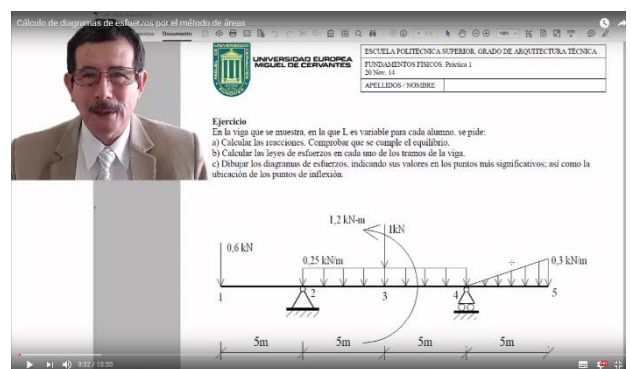 Cálculo de diagramas de esfuerzos por el método de áreas
Documento
UNIVERSIDAD EUROPEA
MIGUEL DE CERVANTES
ESCUELA POLITÉCNICA SUPERIOR. GRADO DE ARQUITECTURA TÉCNICA
FUNDAMENTOS FÍSICOS. Práctica 1
20 Nov. 14
APELLIDOS / NOMBRE
Ejercicio
En la viga que se muestra, en la que L es variable para cada alumno, se pide:
a) Calcular las reacciones. Comprobar que se cumple el equilibrio.
b) Calcular las leyes de esfuerzos en cada uno de los tramos de la viga.
c) Dibujar los diagramas de esfuerzos, indicando sus valores en los puntos más significativos; así como la
ubicación de los puntos de inflexión.
1,2 kN-m
1kN
0,6 kN
0,25 kN/m
0,3 kN/m
1 2 3 4 5
5m 5m 5m 5m
0:02 / 13:33